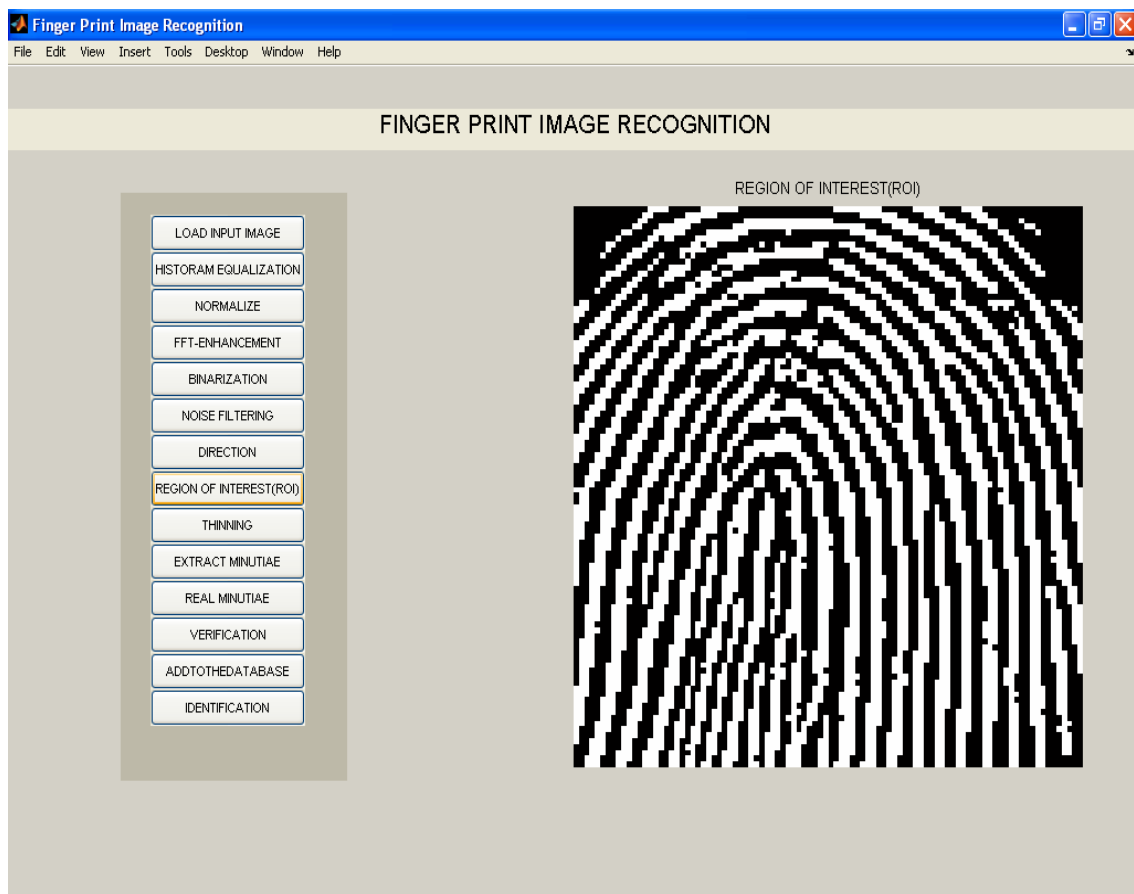 Finger Print Image Recognition
File Edit View Insert Tools Desktop Window Help
FINGER PRINT IMAGE RECOGNITION
REGION OF INTEREST(ROI)
LOAD INPUT IMAGE
HISTORAM EQUALIZATION
NORMALIZE
FFT-ENHANCEMENT
BINARIZATION
NOISE FILTERING
DIRECTION
REGION OF INTEREST(ROI)
THINNING
EXTRACT MINUTIAE
REAL MINUTIAE
VERIFICATION
ADDTOTHEDATABASE
IDENTIFICATION